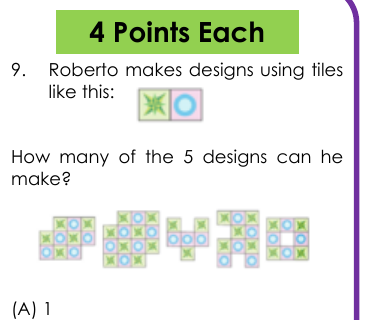 4 Points Each
9. Roberto makes designs using tiles
like this:
How many of the 5 designs can he
make?
(A) 1